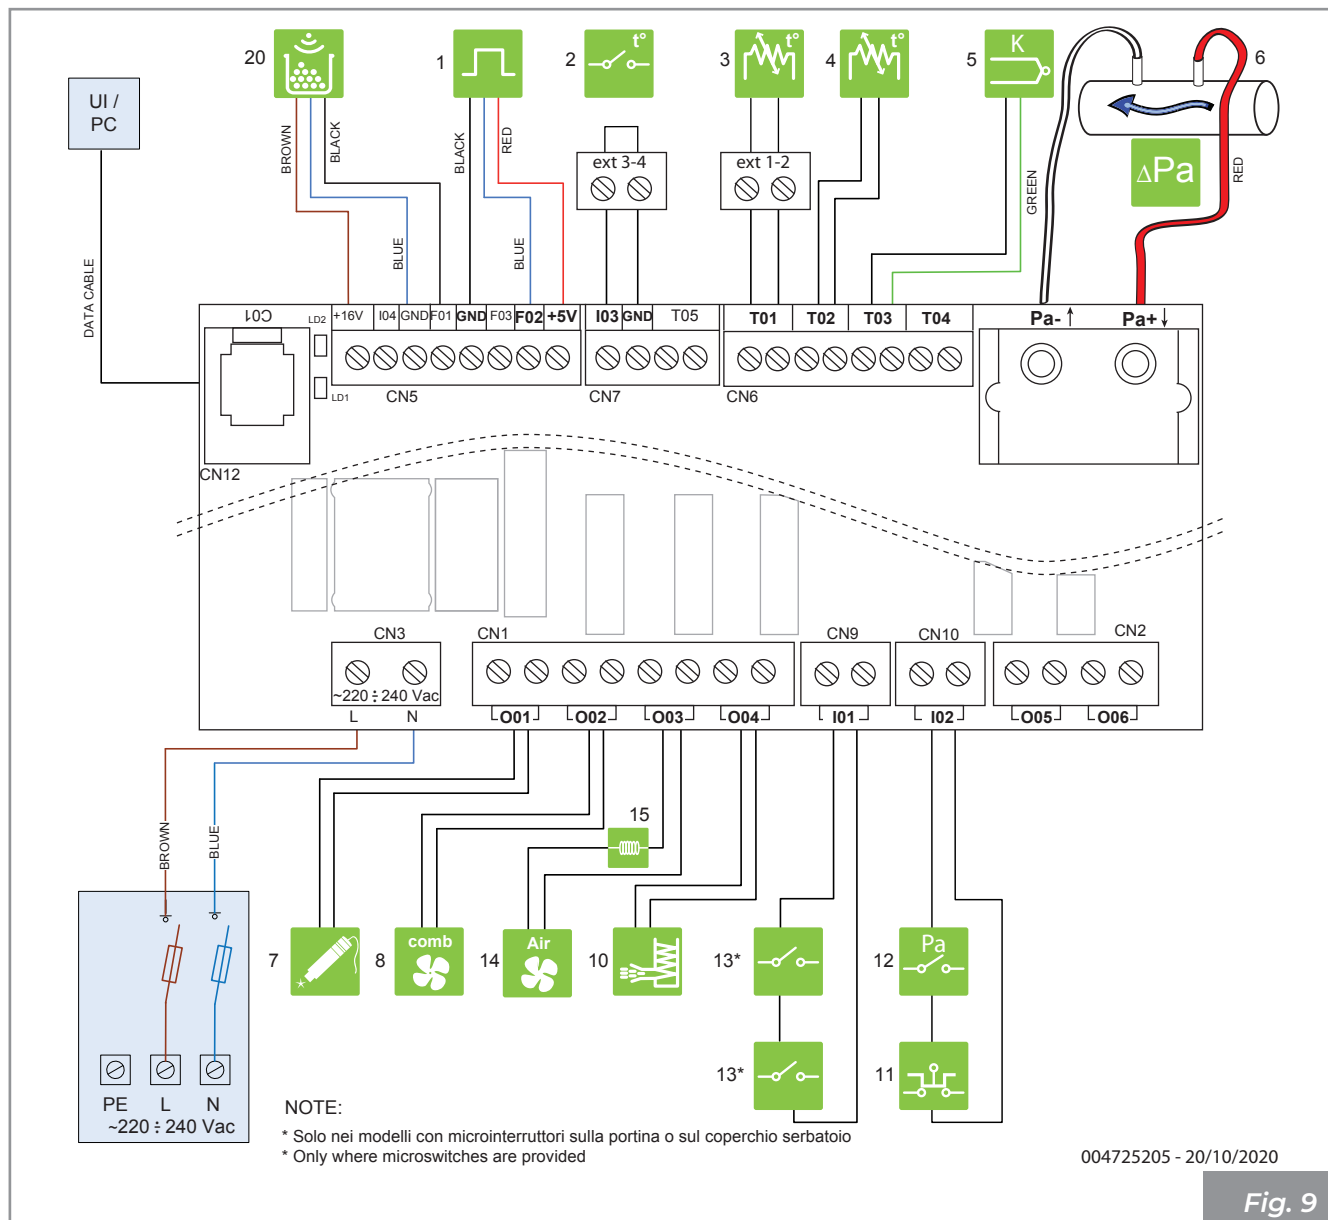 20
1
2
t°
3
t°
4
t°
5
K
6
UI /
PC
BROWN
BLACK
BLUE
BLACK
RED
BLUE
ext 3-4
ext 1-2
GREEN
ΔPa
RED
DATA CABLE
C01
LD2
+16V
I04
GND
F01
GND
F03
F02
+5V
I03
GND
T05
T01
T02
T03
T04
Pa- ↑
Pa+ ↓
LD1
CN5
CN7
CN6
CN12
CN3
CN1
CN9
CN10
CN2
~220 ÷ 240 Vac
L
N
O01
O02
O03
O04
I01
I02
O05
O06
BROWN
BLUE
15
7
8
comb
14
Air
10
13*
12
Pa
13*
11
PE
L
N
~220 ÷ 240 Vac
NOTE:
* Solo nei modelli con microinterruttori sulla portina o sul coperchio serbatoio
* Only where microswitches are provided
004725205 - 20/10/2020
Fig. 9